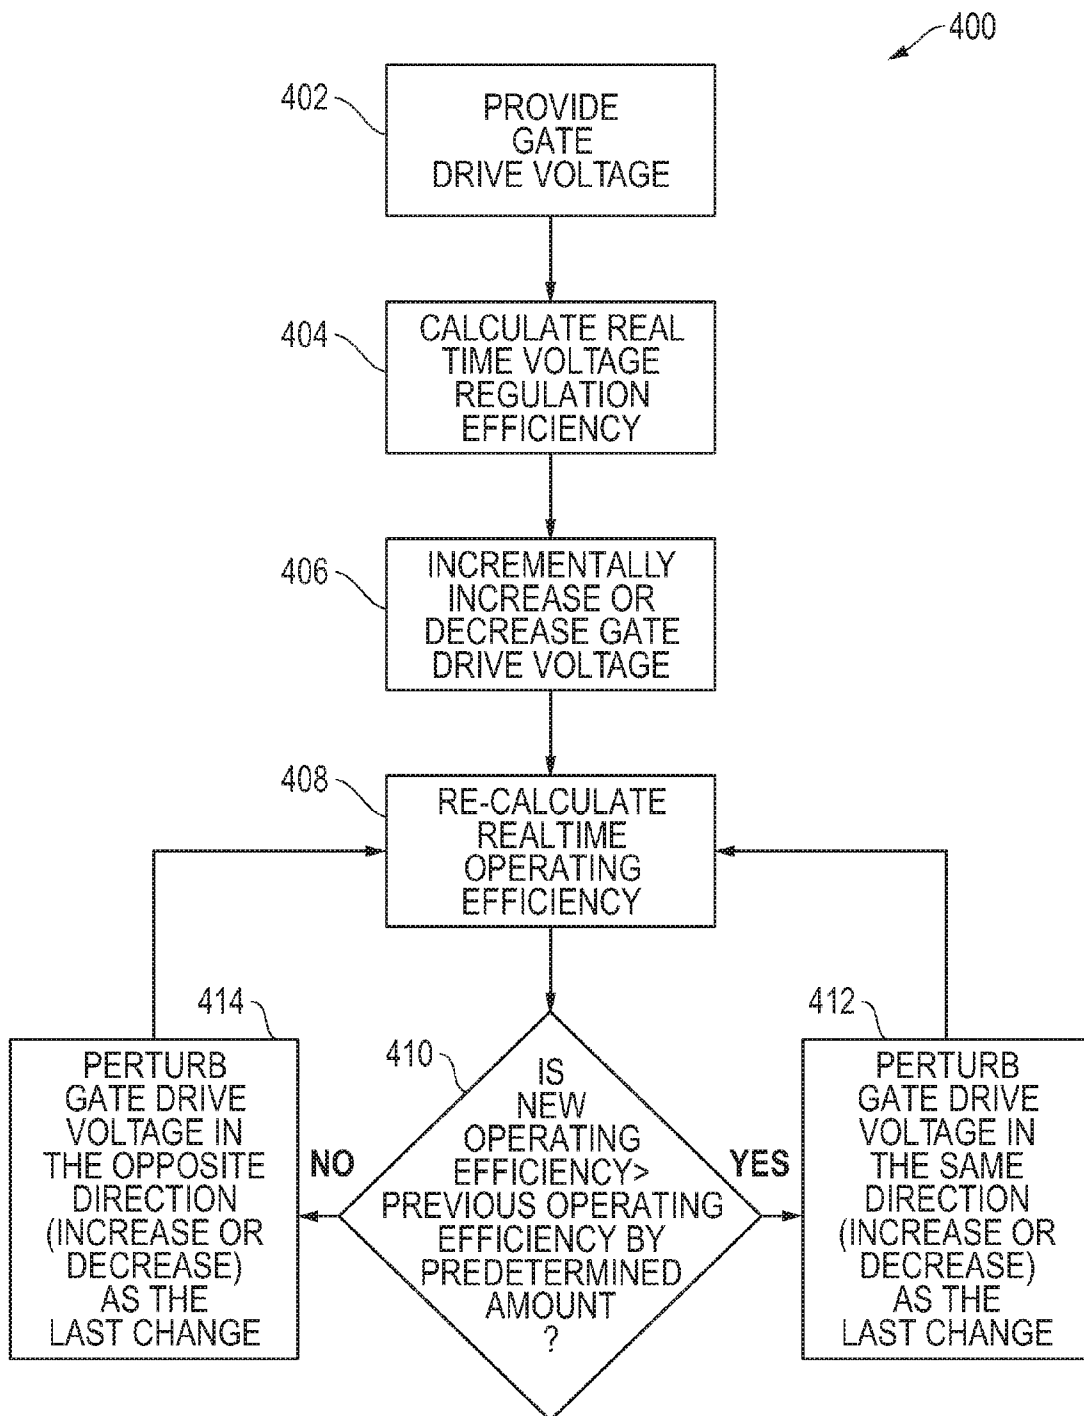 400
402
PROVIDE
GATE
DRIVE VOLTAGE
404
CALCULATE REAL
TIME VOLTAGE
REGULATION
EFFICIENCY
406
INCREMENTALLY
INCREASE OR
DECREASE GATE
DRIVE VOLTAGE
408
RE-CALCULATE
REALTIME
OPERATING
EFFICIENCY
410
IS
NEW
OPERATING
EFFICIENCY>
PREVIOUS OPERATING
EFFICIENCY BY
PREDETERMINED
AMOUNT
?
NO
YES
414
PERTURB
GATE DRIVE
VOLTAGE IN
THE OPPOSITE
DIRECTION
(INCREASE OR
DECREASE)
AS THE
LAST CHANGE
412
PERTURB
GATE DRIVE
VOLTAGE IN
THE SAME
DIRECTION
(INCREASE OR
DECREASE)
AS THE
LAST CHANGE